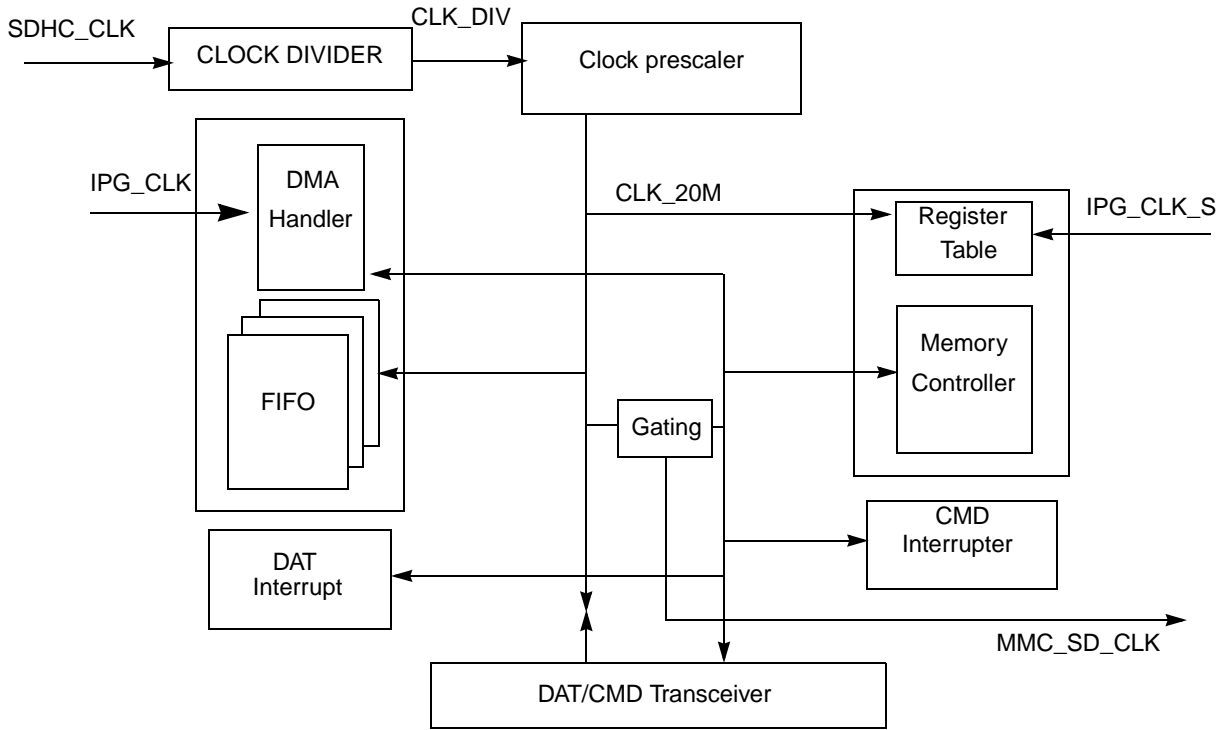 SDHC_CLK
CLOCK DIVIDER
CLK_DIV
Clock prescaler
IPG_CLK
DMA
Handler
CLK_20M
Register
Table
IPG_CLK_S
FIFO
Gating
Memory
Controller
DAT
Interrupt
CMD
Interrupter
MMC_SD_CLK
DAT/CMD Transceiver